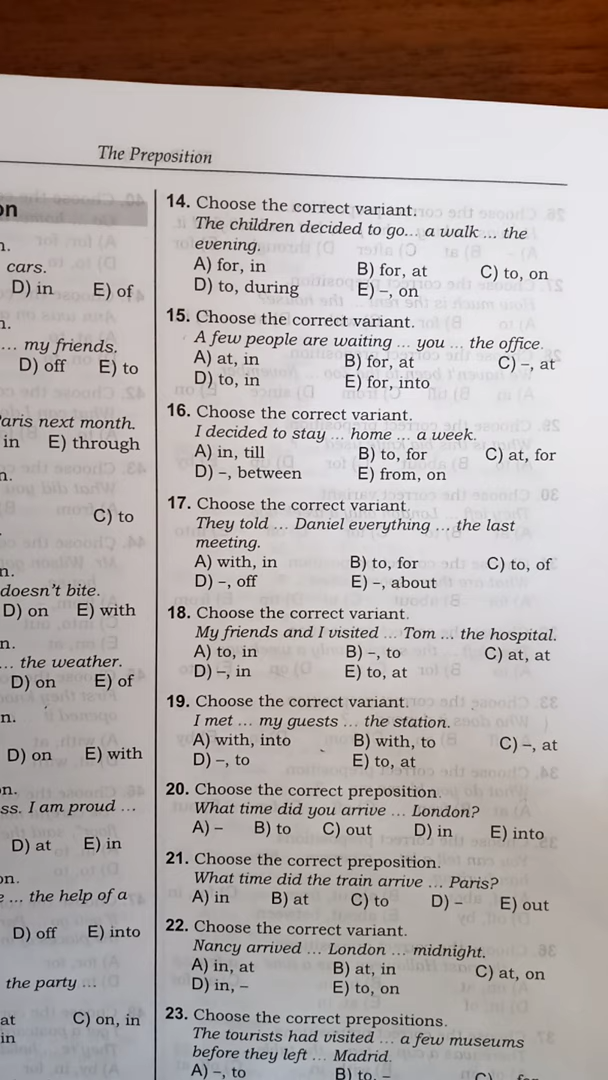 The Preposition
on
n.
cars.
D) in E) of
n.
... my friends.
D) off E) to
Paris next month.
in E) through
n.
C) to
n.
doesn't bite.
D) on E) with
n.
... the weather.
D) on E) of
n.
D) on E) with
on.
ss. I am proud ...
D) at E) in
on.
e ... the help of a
D) off E) into
the party ...
at C) on, in
in
14. Choose the correct variant.
The children decided to go... a walk ... the
evening.
A) for, in B) for, at C) to, on
D) to, during E) –, on
15. Choose the correct variant.
A few people are waiting ... you ... the office.
A) at, in B) for, at C) –, at
D) to, in E) for, into
16. Choose the correct variant.
I decided to stay ... home ... a week.
A) in, till B) to, for C) at, for
D) –, between E) from, on
17. Choose the correct variant.
They told ... Daniel everything ... the last
meeting.
A) with, in B) to, for C) to, of
D) –, off E) –, about
18. Choose the correct variant.
My friends and I visited ... Tom ... the hospital.
A) to, in B) –, to C) at, at
D) –, in E) to, at
19. Choose the correct variant.
I met ... my guests ... the station.
A) with, into B) with, to C) –, at
D) –, to E) to, at
20. Choose the correct preposition.
What time did you arrive ... London?
A) – B) to C) out D) in E) into
21. Choose the correct preposition.
What time did the train arrive ... Paris?
A) in B) at C) to D) – E) out
22. Choose the correct variant.
Nancy arrived ... London ... midnight.
A) in, at B) at, in C) at, on
D) in, – E) to, on
23. Choose the correct prepositions.
The tourists had visited ... a few museums
before they left ... Madrid.
A) –, to B) to, –